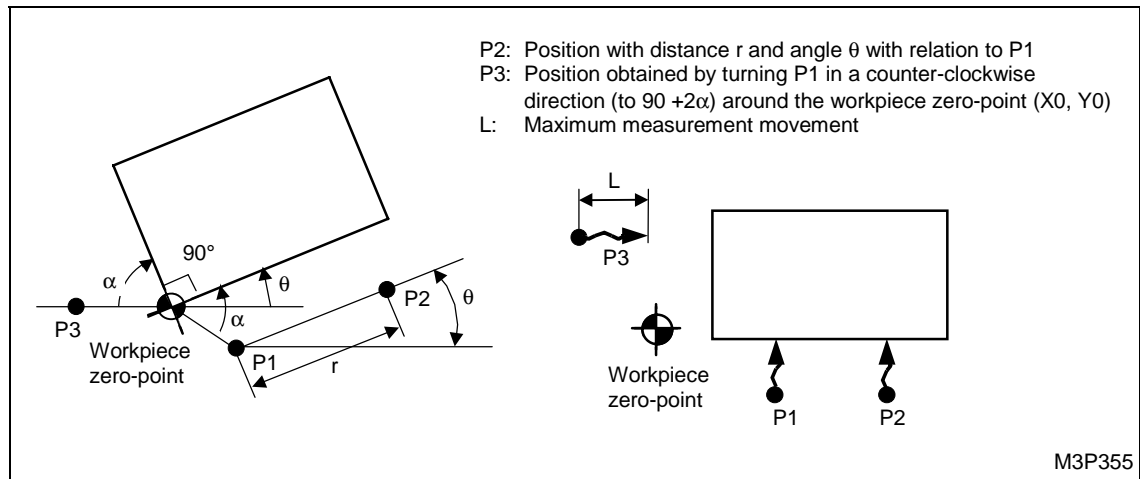 P2: Position with distance r and angle θ with relation to P1
P3: Position obtained by turning P1 in a counter-clockwise
direction (to 90 +2α) around the workpiece zero-point (X0, Y0)
L: Maximum measurement movement
90°
α
θ
α
P2
θ
P3
P1
r
Workpiece
zero-point
L
P3
Workpiece
zero-point
P1
P2
M3P355